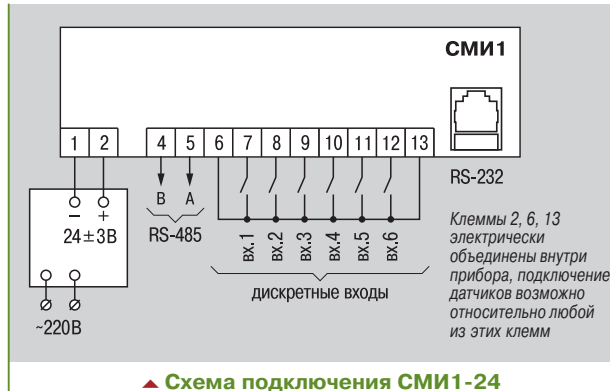 СМИ1
1 2 4 5 6 7 8 9 10 11 12 13
RS-232
− +
24±3В
~220В
B A
RS-485
вх.1 вх.2 вх.3 вх.4 вх.5 вх.6
дискретные входы
Клеммы 2, 6, 13
электрически
объединены внутри
прибора, подключение
датчиков возможно
относительно любой
из этих клемм
Схема подключения СМИ1-24